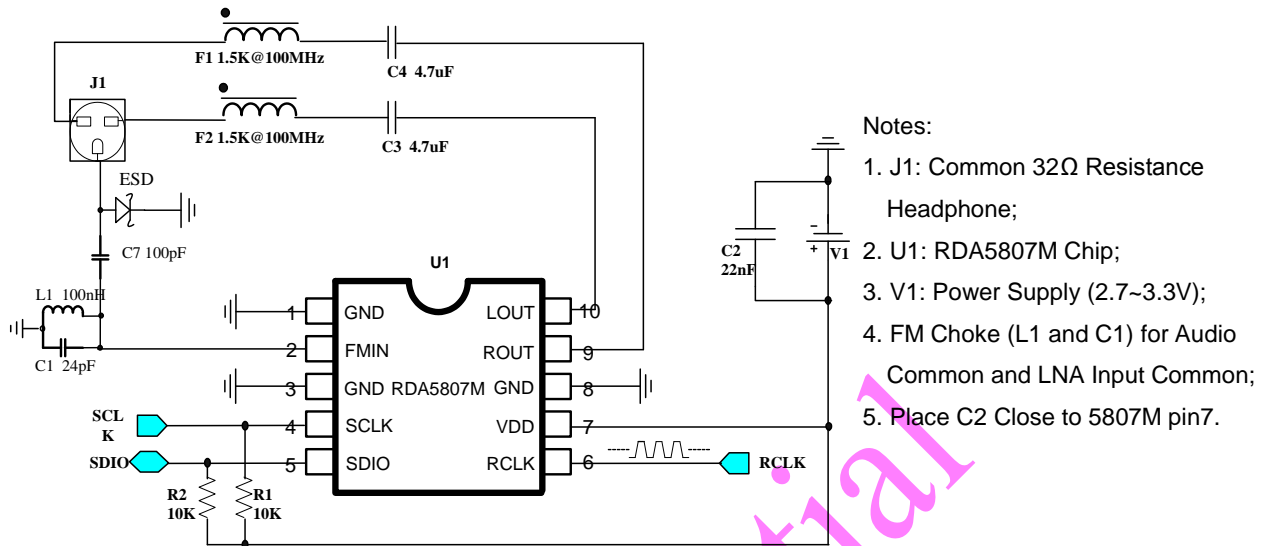 F1 1.5K@100MHz
C4 4.7uF
J1
F2 1.5K@100MHz
C3 4.7uF
ESD
C7 100pF
L1 100nH
C1 24pF
U1
1
GND
LOUT
10
2
FMIN
ROUT
9
3
GND
RDA5807M
GND
8
SCL
K
4
SCLK
VDD
7
SDIO
5
SDIO
RCLK
6
RCLK
R2
10K
R1
10K
C2
22nF
-
+
V1
Notes:
1. J1: Common 32Ω Resistance
Headphone;
2. U1: RDA5807M Chip;
3. V1: Power Supply (2.7~3.3V);
4. FM Choke (L1 and C1) for Audio
Common and LNA Input Common;
5. Place C2 Close to 5807M pin7.
tial